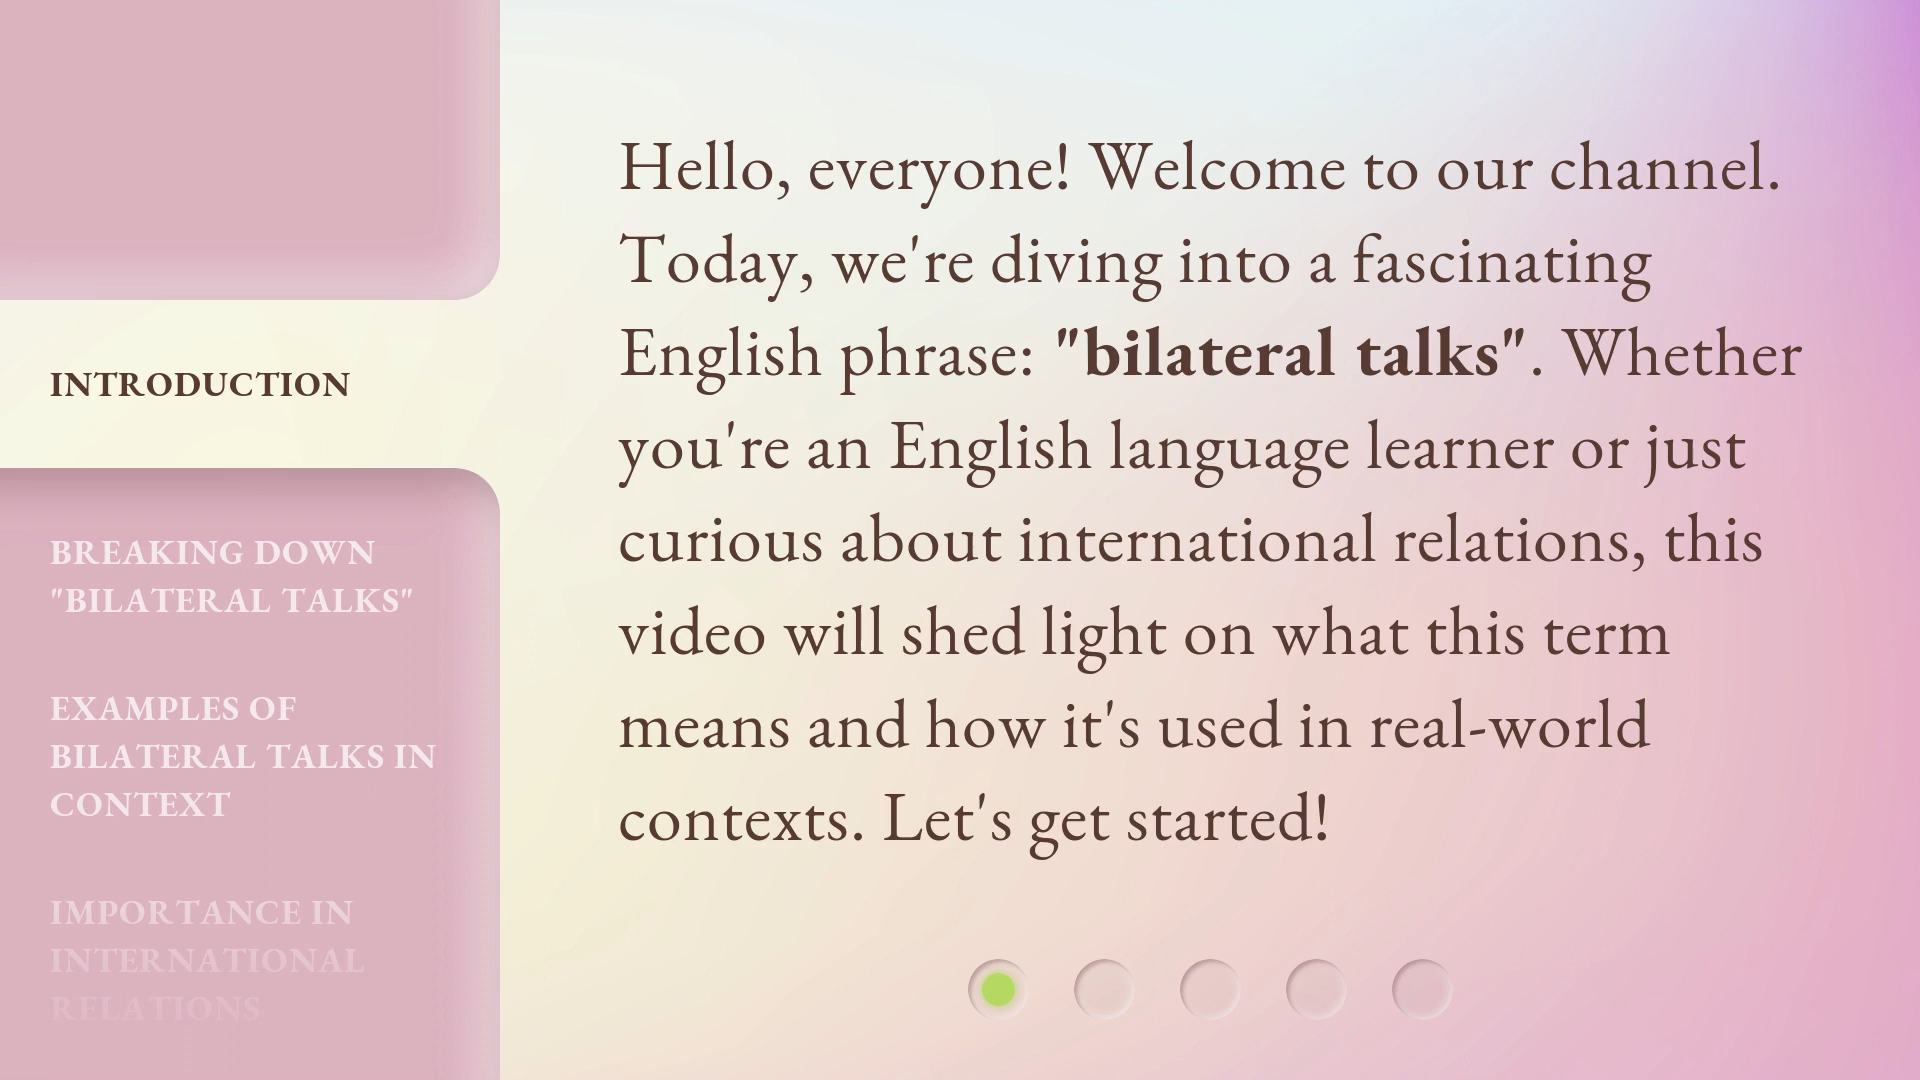 INTRODUCTION
BREAKING DOWN
"BILATERAL TALKS"
EXAMPLES OF
BILATERAL TALKS IN
CONTEXT
IMPORTANCE IN
INTERNATIONAL
RELATIONS
Hello, everyone! Welcome to our channel.
Today, we're diving into a fascinating
English phrase: "bilateral talks". Whether
you're an English language learner or just
curious about international relations, this
video will shed light on what this term
means and how it's used in real-world
contexts. Let's get started!